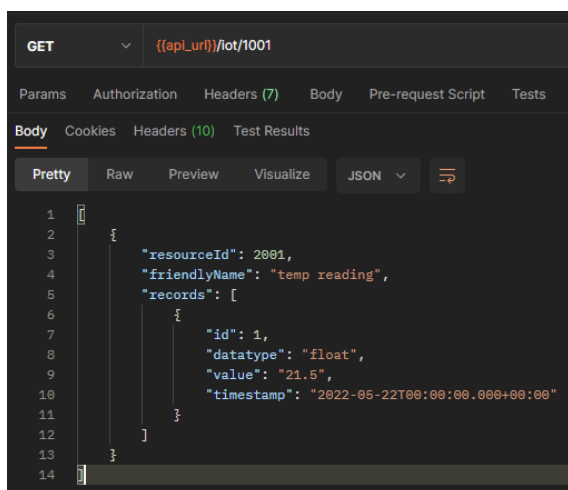 GET {{api_url}}/iot/1001
Params Authorization Headers (7) Body Pre-request Script Tests
Body Cookies Headers (10) Test Results
Pretty Raw Preview Visualize JSON
1 [
2 {
3 "resourceId": 2001,
4 "friendlyName": "temp reading",
5 "records": [
6 {
7 "id": 1,
8 "datatype": "float",
9 "value": "21.5",
10 "timestamp": "2022-05-22T00:00:00.000+00:00"
11 }
12 ]
13 }
14 ]